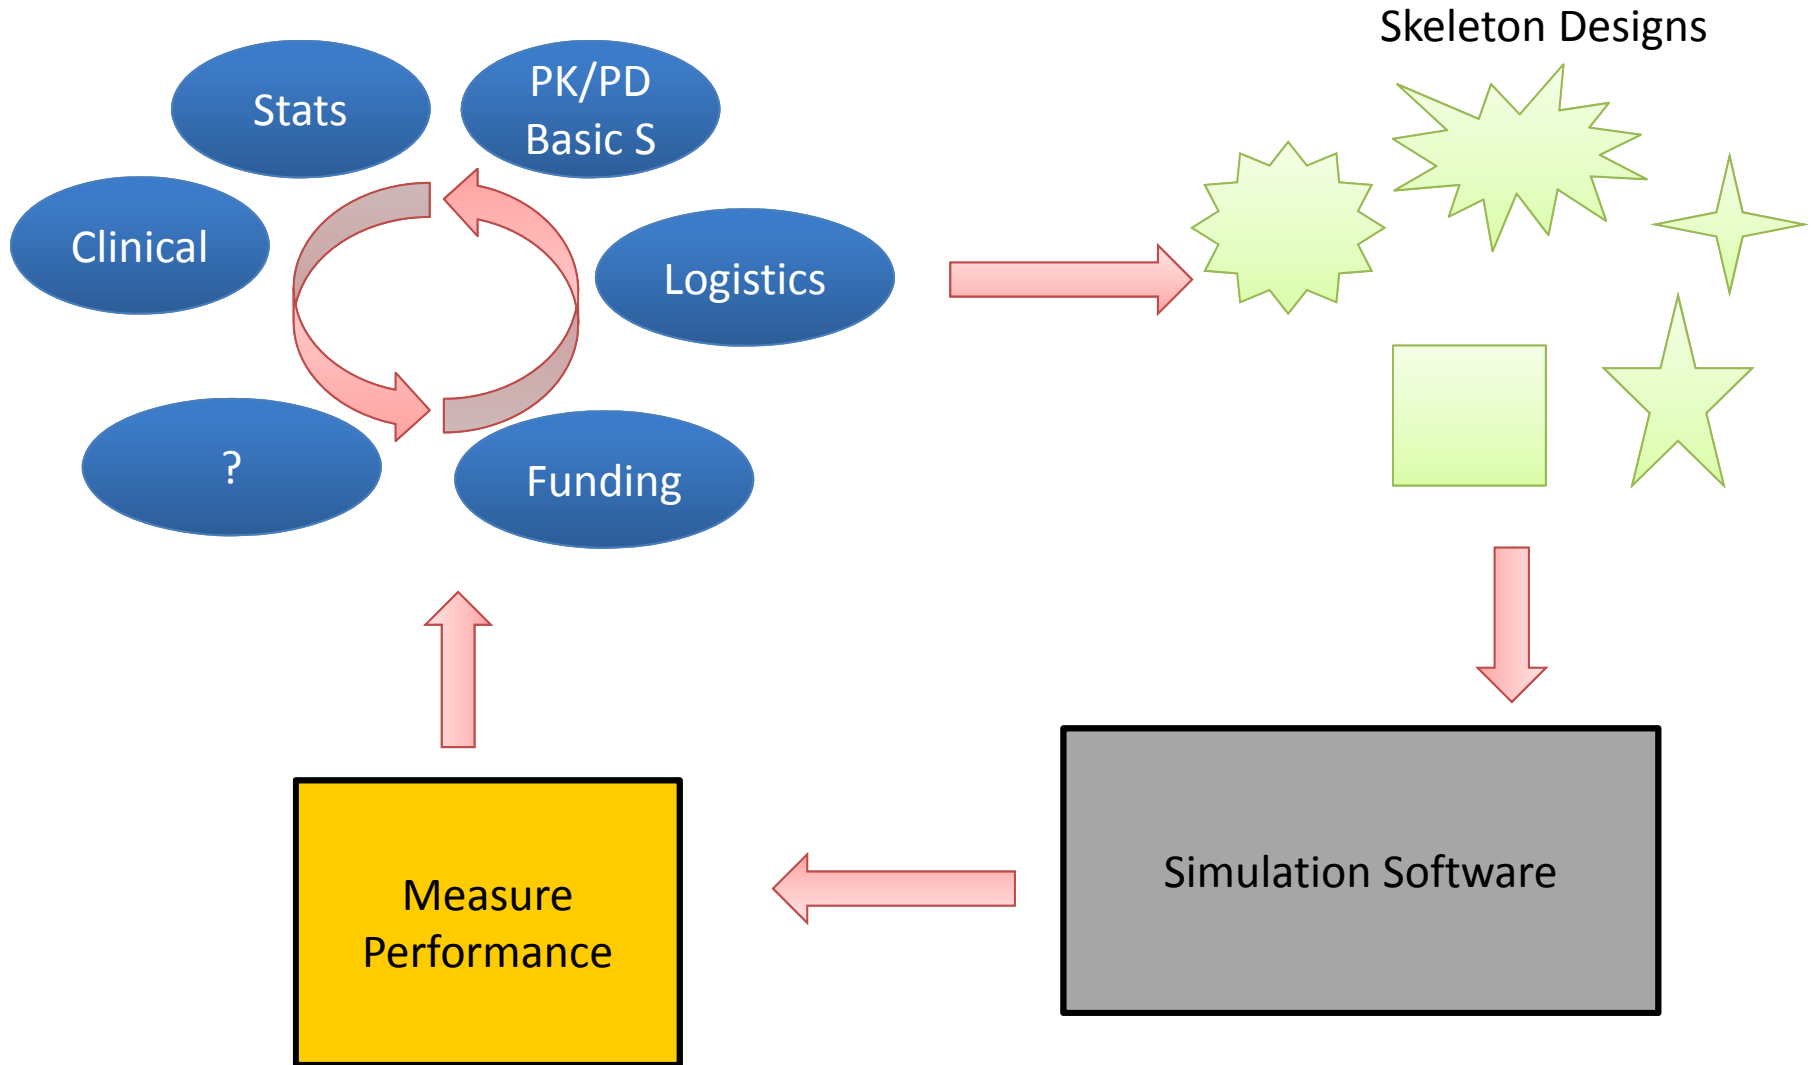 Skeleton Designs
Stats
PK/PD
Basic S
Clinical
Logistics
?
Funding
Simulation Software
Measure
Performance